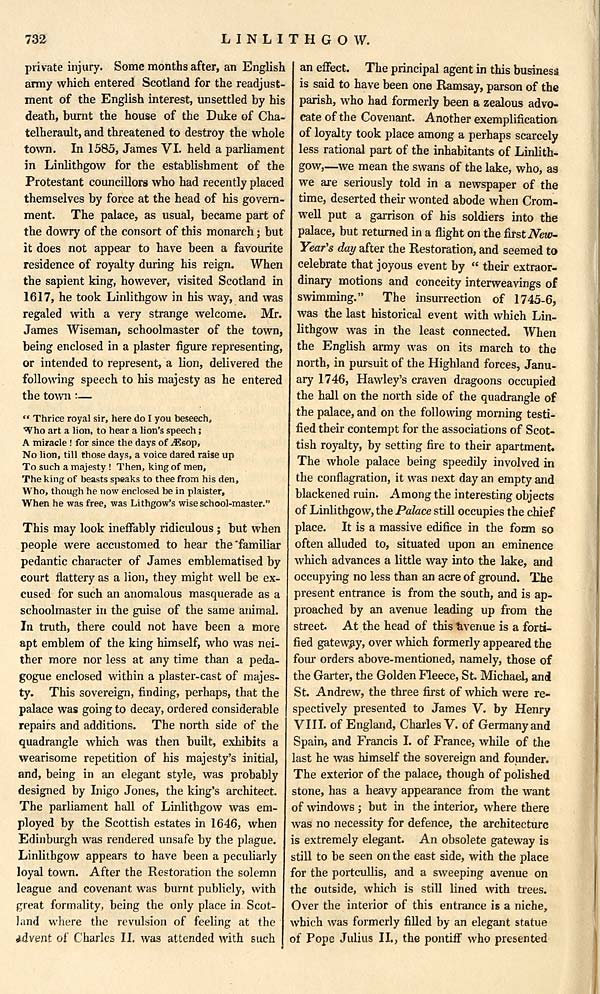 732
LINLITHGOW.
private injury. Some months after, an English
army which entered Scotland for the readjust-
ment of the English interest, unsettled by his
death, burnt the house of the Duke of Cha-
telherault, and threatened to destroy the whole
town. In 1585, James VI. held a parliament
in Linlithgow for the establishment of the
Protestant councillors who had recently placed
themselves by force at the head of his govern-
ment. The palace, as usual, became part of
the dowry of the consort of this monarch; but
it does not appear to have been a favourite
residence of royalty during his reign. When
the sapient king, however, visited Scotland in
1617, he took Linlithgow in his way, and was
regaled with a very strange welcome. Mr.
James Wiseman, schoolmaster of the town,
being enclosed in a plaster figure representing,
or intended to represent, a lion, delivered the
following speech to his majesty as he entered
the town :—
“ Thrice royal sir, here do I you beseech,
Who art a lion, to hear a lion's speech;
A miracle ! for since the days of Æsop,
No lion, till those days, a voice dared raise up
To such a majesty ! Then, king of men,
The king of beasts speaks to thee from his den,
Who, though he now enclosed be in plaister,
When he was free, was Lithgow's wise school-master.”
This may look ineffably ridiculous ; but when
people were accustomed to hear the familiar
pedantic character of James emblematised by
court flattery as a lion, they might well be ex-
cused for such an anomalous masquerade as a
schoolmaster in the guise of the same animal.
In truth, there could not have been a more
apt emblem of the king himself, who was nei-
ther more nor less at any time than a peda-
gogue enclosed within a plaster-cast of majes-
ty. This sovereign, finding, perhaps, that the
palace was going to decay, ordered considerable
repairs and additions. The north side of the
quadrangle which was then built, exhibits a
wearisome repetition of his majesty's initial,
and, being in an elegant style, was probably
designed by Inigo Jones, the king's architect.
The parliament hall of Linlithgow was em-
ployed by the Scottish estates in 1646, when
Edinburgh was rendered unsafe by the plague.
Linlithgow appears to have been a peculiarly
loyal town. After the Restoration the solemn
league and covenant was burnt publicly, with
great formality, being the only place in Scot-
land where the revulsion of feeling at the
advent of Charles II. was attended with such
an effect. The principal agent in this business
is said to have been one Ramsay, parson of the
parish, who had formerly been a zealous advo-
cate of the Covenant. Another exemplification
of loyalty took place among a perhaps scarcely
less rational part of the inhabitants of Linlith-
gow,—we mean the swans of the lake, who, as
we are seriously told in a newspaper of the
time, deserted their wonted abode when Crom-
well put a garrison of his soldiers into the
palace, but returned in a flight on the first New-
Year's day after the Restoration, and seemed to
celebrate that joyous event by “ their extraor-
dinary motions and conceity interweavings of
swimming.” The insurrection of 1745-6,
was the last historical event with which Lin-
lithgow was in the least connected. When
the English army was on its march to the
north, in pursuit of the Highland forces, Janu-
ary 1746, Hawley's craven dragoons occupied
the hall on the north side of the quadrangle of
the palace, and on the following morning testi-
fied their contempt for the associations of Scot-
tish royalty, by setting fire to their apartment.
The whole palace being speedily involved in
the conflagration, it was next day an empty and
blackened ruin. Among the interesting objects
of Linlithgow, the Palace still occupies the chief
place. It is a massive edifice in the form so
often alluded to, situated upon an eminence
which advances a little way into the lake, and
occupying no less than an acre of ground. The
present entrance is from the south, and is ap-
proached by an avenue leading up from the
street. At the head of this avenue is a forti-
fied gateway, over which formerly appeared the
four orders above-mentioned, namely, those of
the Garter, the Golden Fleece, St. Michael, and
St. Andrew, the three first of which were re-
spectively presented to James V. by Henry
VIII. of England, Charles V. of Germany and
Spain, and Francis I. of France, while of the
last he was himself the sovereign and founder.
The exterior of the palace, though of polished
stone, has a heavy appearance from the want
of windows ; but in the interior, where there
was no necessity for defence, the architecture
is extremely elegant. An obsolete gateway is
still to be seen on the east side, with the place
for the portcullis, and a sweeping avenue on
the outside, which is still lined with trees.
Over the interior of this entrance is a niche,
which was formerly filled by an elegant statue
of Pope Julius II., the pontiff who presented